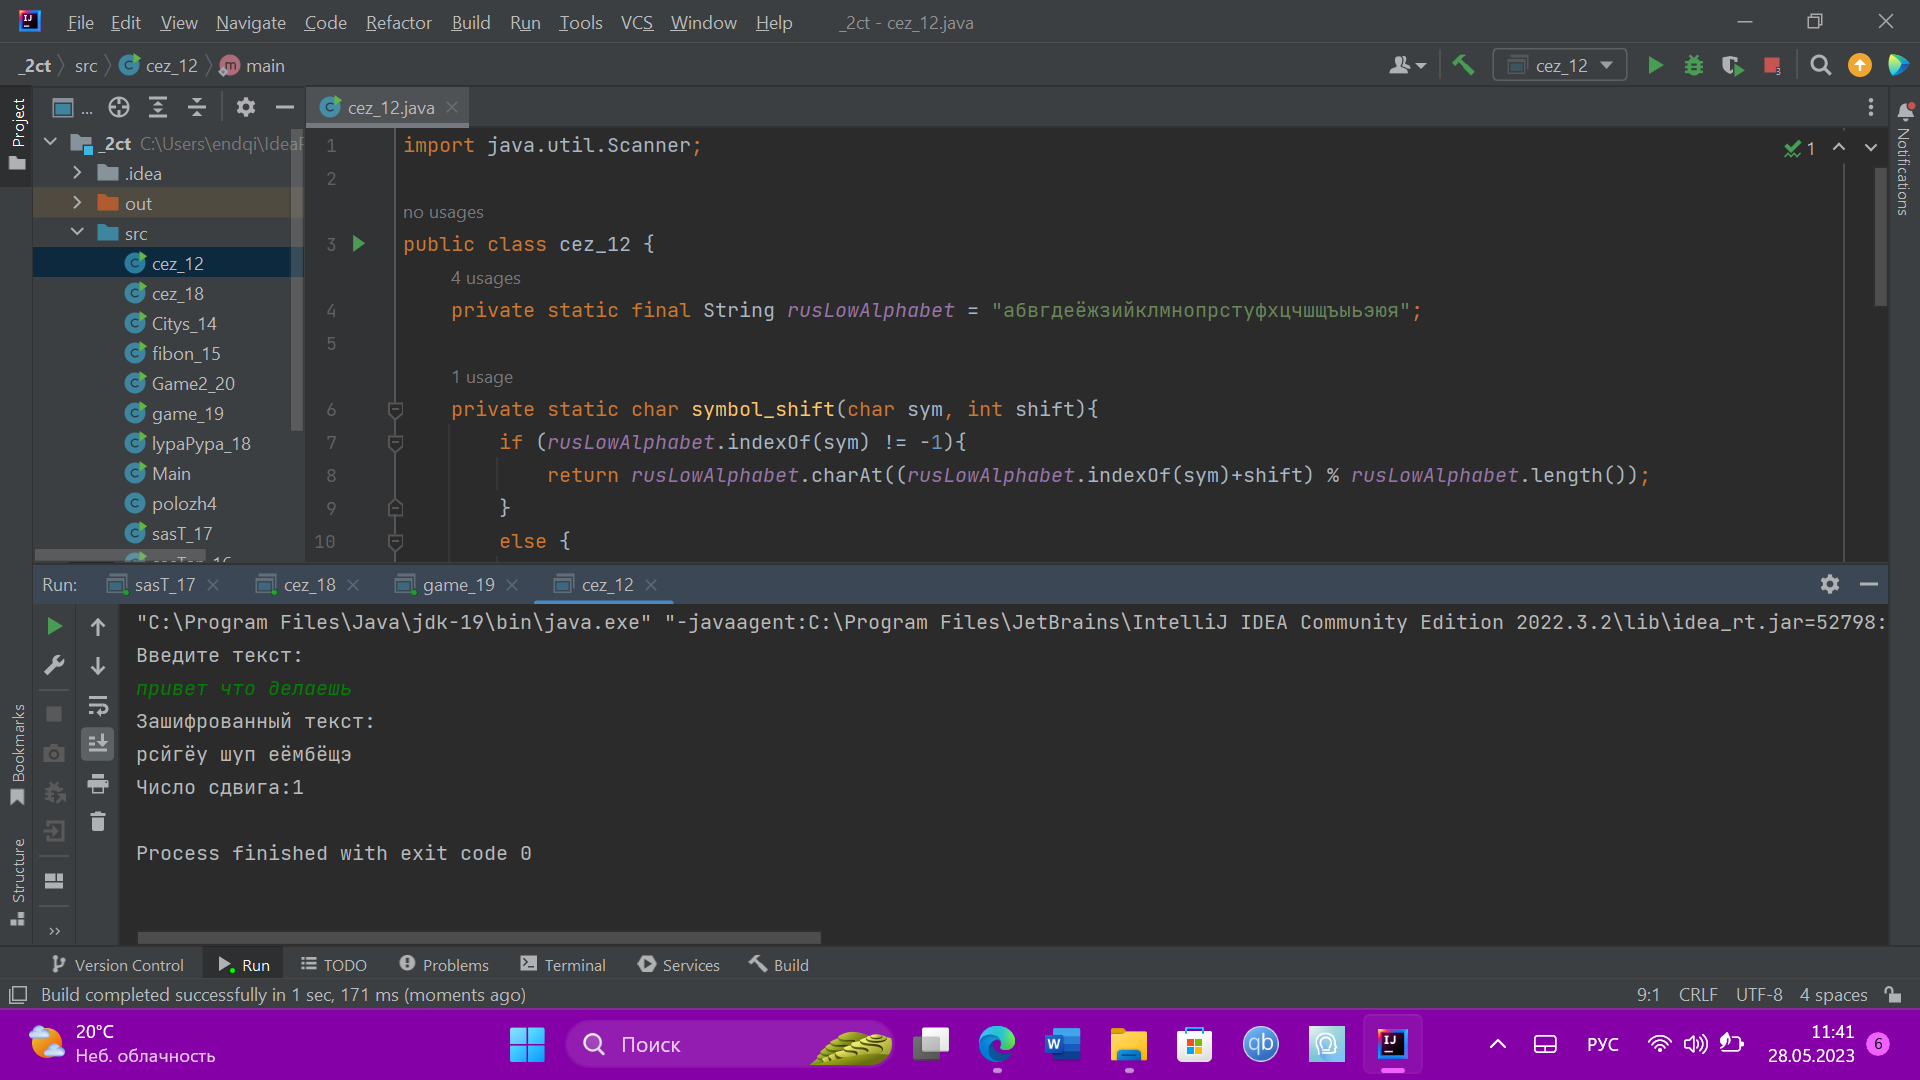 File Edit View Navigate Code Refactor Build Run Tools VCS Window Help _2ct - cez_12.java
_2ct src cez_12 main
cez_12
Project
...
cez_12.java
_2ct C:\Users\endqi\IdeaP
.idea
out
src
cez_12
cez_18
Citys_14
fibon_15
Game2_20
game_19
lypaPypa_18
Main
polozh4
sasT_17
1 import java.util.Scanner;
2
no usages
3 public class cez_12 {
4 usages
4 private static final String rusLowAlphabet = "абвгдеёжзийклмнопрстуфхцчшщъыьэюя";
5
1 usage
6 private static char symbol_shift(char sym, int shift){
7 if (rusLowAlphabet.indexOf(sym) != -1){
8 return rusLowAlphabet.charAt((rusLowAlphabet.indexOf(sym)+shift) % rusLowAlphabet.length());
9 }
10 else {
1
Notifications
Run: sasT_17 cez_18 game_19 cez_12
"C:\Program Files\Java\jdk-19\bin\java.exe" "-javaagent:C:\Program Files\JetBrains\IntelliJ IDEA Community Edition 2022.3.2\lib\idea_rt.jar=52798:
Введите текст:
привет что делаешь
Зашифрованный текст:
рсйгёу шуп еёмбёщэ
Число сдвига:1
Process finished with exit code 0
Bookmarks
Structure
Version Control Run TODO Problems Terminal Services Build
Build completed successfully in 1 sec, 171 ms (moments ago)
9:1 CRLF UTF-8 4 spaces
20°C
Неб. облачность
Поиск
РУС
11:41
28.05.2023
6